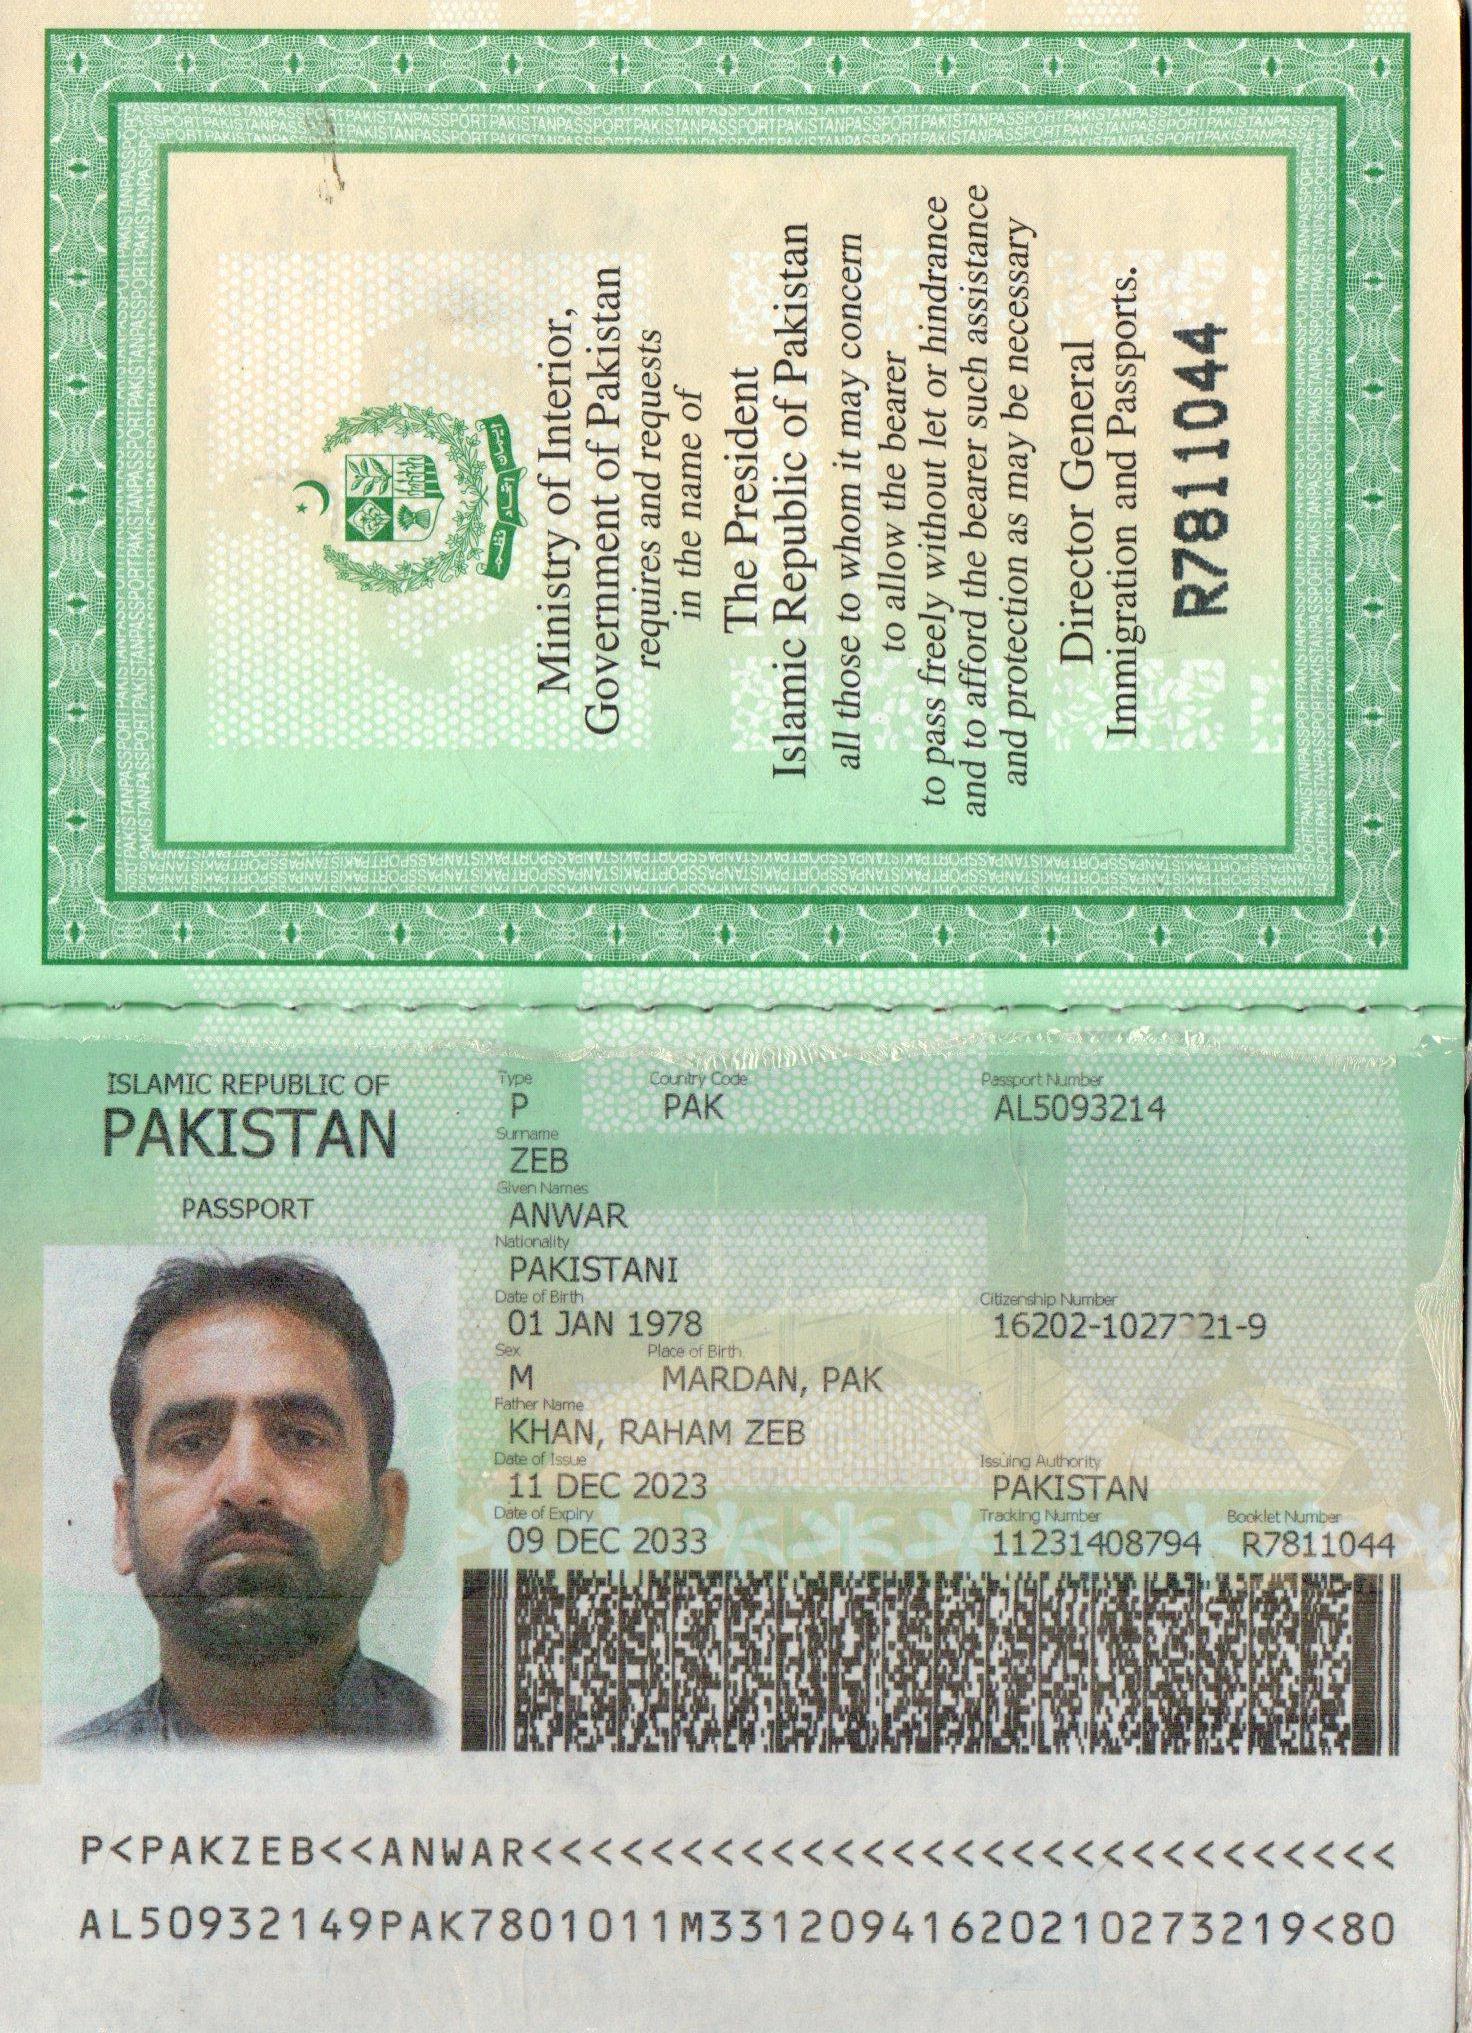 Ministry of Interior,
Government of Pakistan
requires and requests
in the name of
The President
Islamic Republic of Pakistan
all those to whom it may concern
to allow the bearer
to pass freely without let or hindrance
and to afford the bearer such assistance
and protection as may be necessary
Director General
Immigration and Passports.
R7811044
ISLAMIC REPUBLIC OF
PAKISTAN
PASSPORT
Type Country Code Passport Number
P PAK AL5093214
Surname
ZEB
Given Names
ANWAR
Nationality
PAKISTANI
Date of Birth Citizenship Number
01 JAN 1978 16202-1027321-9
Sex Place of Birth
M MARDAN, PAK
Father Name
KHAN, RAHAM ZEB
Date of Issue Issuing Authority
11 DEC 2023 PAKISTAN
Date of Expiry Tracking Number Booklet Number
09 DEC 2033 11231408794 R7811044
P<PAKZEB<<ANWAR<<<<<<<<<<<<<<<<<<<<<<<<<<<<<
AL50932149PAK7801011M33120941620210273219<80